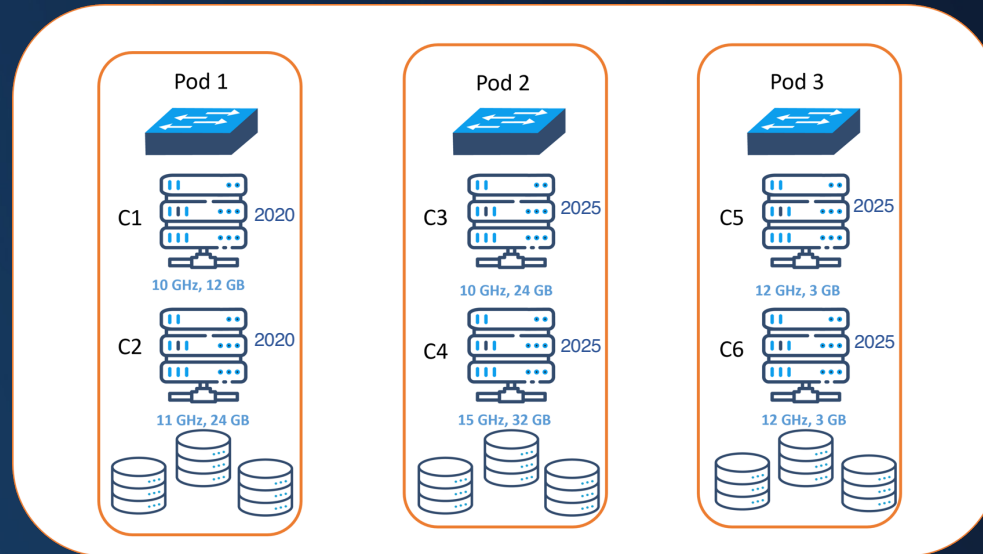 Pod 1
C1
2020
10 GHz, 12 GB
C2
2020
11 GHz, 24 GB
Pod 2
C3
2025
10 GHz, 24 GB
C4
2025
15 GHz, 32 GB
Pod 3
C5
2025
12 GHz, 3 GB
C6
2025
12 GHz, 3 GB